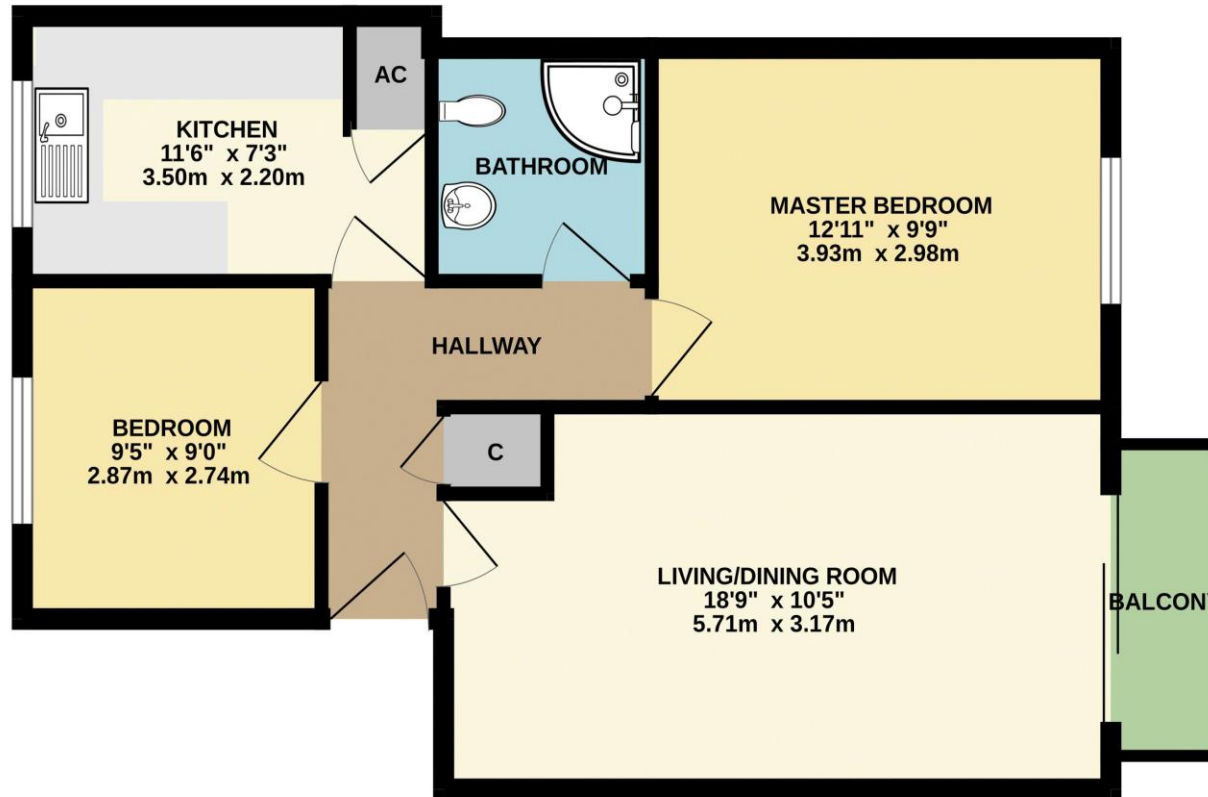 AC
KITCHEN
11'6" x 7'3"
3.50m x 2.20m
BATHROOM
MASTER BEDROOM
12'11" x 9'9"
3.93m x 2.98m
HALLWAY
BEDROOM
9'5" x 9'0"
2.87m x 2.74m
C
LIVING/DINING ROOM
18'9" x 10'5"
5.71m x 3.17m
BALCONY